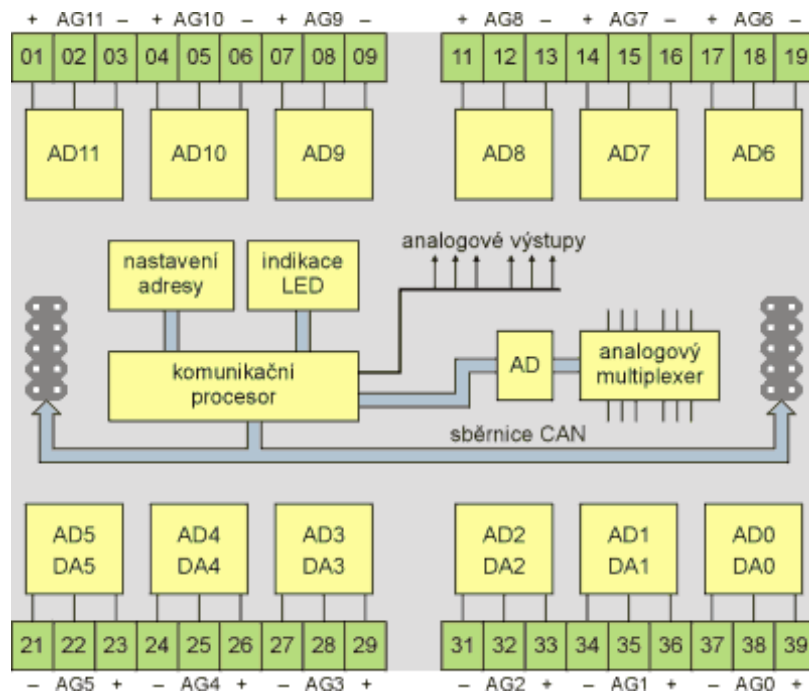 + AG11 – + AG10 – + AG9 – + AG8 – + AG7 – + AG6 –
01 02 03 04 05 06 07 08 09 11 12 13 14 15 16 17 18 19
AD11 AD10 AD9 AD8 AD7 AD6
analogové výstupy
nastavení
adresy
indikace
LED
komunikační
procesor
AD
analogový
multiplexer
sběrnice CAN
AD5 AD4 AD3 AD2 AD1 AD0
DA5 DA4 DA3 DA2 DA1 DA0
21 22 23 24 25 26 27 28 29 31 32 33 34 35 36 37 38 39
– AG5 + – AG4 + – AG3 + – AG2 + – AG1 + – AG0 +